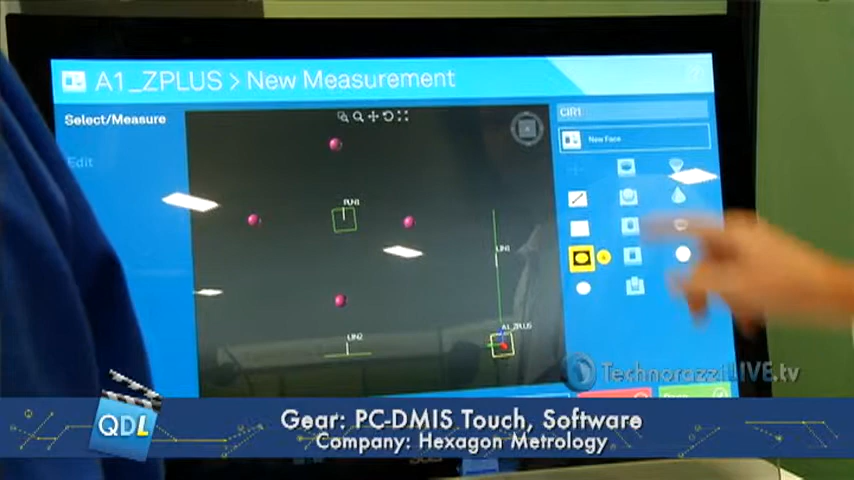 A1_ZPLUS > New Measurement
Select/Measure
Edit
CIR1
New Face
PLN1
LIN1
LIN2
A1_ZPLUS
TechnorazziLIVE.tv
QDL
Gear: PC-DMIS Touch, Software
Company: Hexagon Metrology